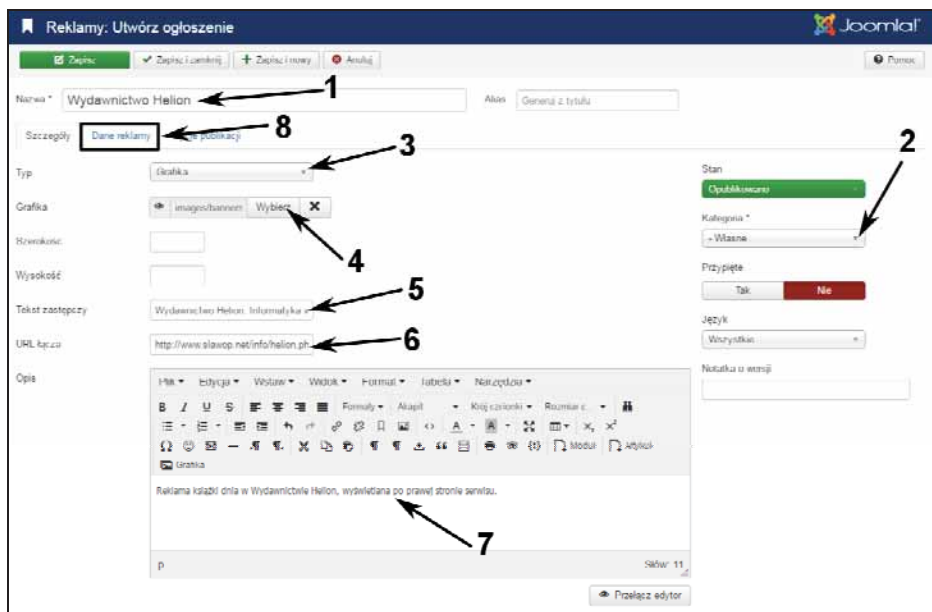 Reklamy: Utwórz ogłoszenie
Joomla!
Zapisz
Zapisz i zamknij
Zapisz i nowy
Anuluj
Pomoc
1
Nazwa *
Wydawnictwo Helion
Alias
Generuj z tytułu
Szczegóły
Dane reklamy
publikacji
8
3
2
Typ
Grafika
Stan
Opublikowano
Grafika
images/banners
Wybierz
Kategoria *
- Własne
Szerokość
4
Wysokość
Przypięte
Tak
Nie
5
Tekst zastępczy
Wydawnictwo Helion. Informatyka
Język
Wszystkie
6
URL łącza
http://www.slawop.net/info/helion.ph
Notatka o wersji
Opis
Plik Edycja Wstaw Widok Format Tabela Narzędzia
B I U S Formaty Akapit Krój czcionki Rozmiar c.
A A x, x²
Ω Moduł Artykuł
Grafika
Reklama książki dnia w Wydawnictwie Helion, wyświetlana po prawej stronie serwisu.
7
p
Słów: 11
Przełącz edytor